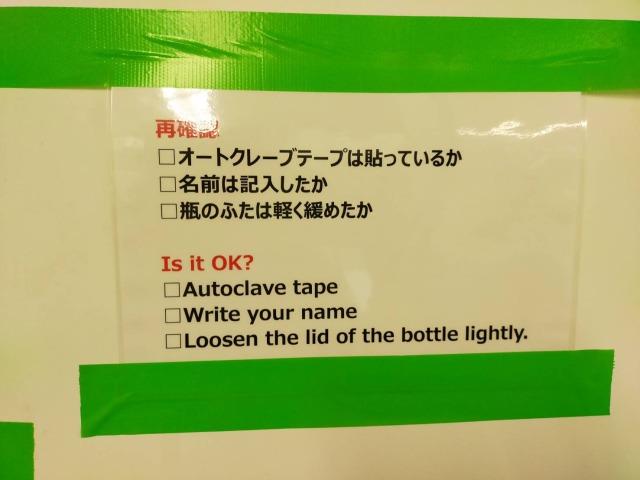 再確認
□オートクレーブテープは貼っているか
□名前は記入したか
□瓶のふたは軽く緩めたか
Is it OK?
□Autoclave tape
□Write your name
□Loosen the lid of the bottle lightly.